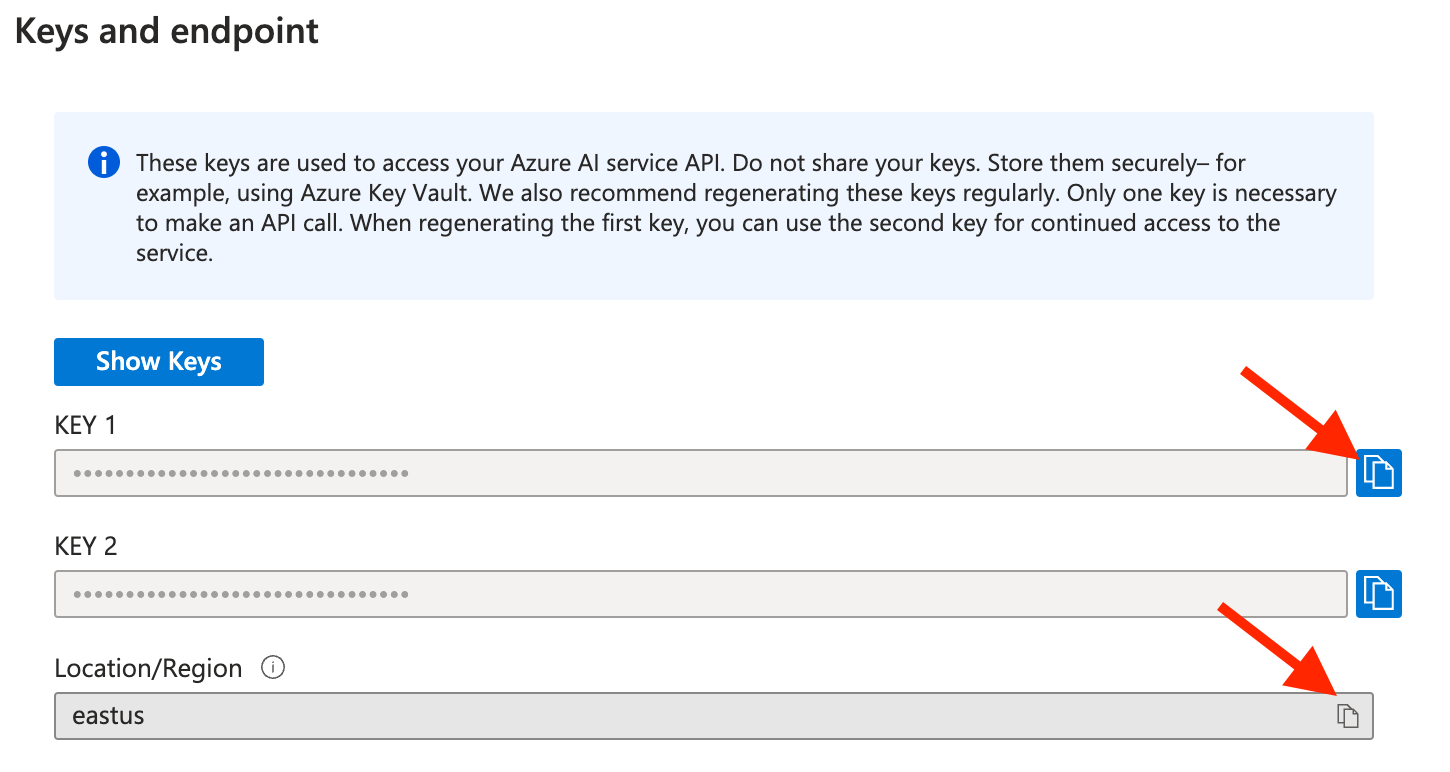 Keys and endpoint
These keys are used to access your Azure AI service API. Do not share your keys. Store them securely– for
example, using Azure Key Vault. We also recommend regenerating these keys regularly. Only one key is necessary
to make an API call. When regenerating the first key, you can use the second key for continued access to the
service.
Show Keys
KEY 1
••••••••••••••••••••••••••••••••
KEY 2
••••••••••••••••••••••••••••••••
Location/Region
eastus